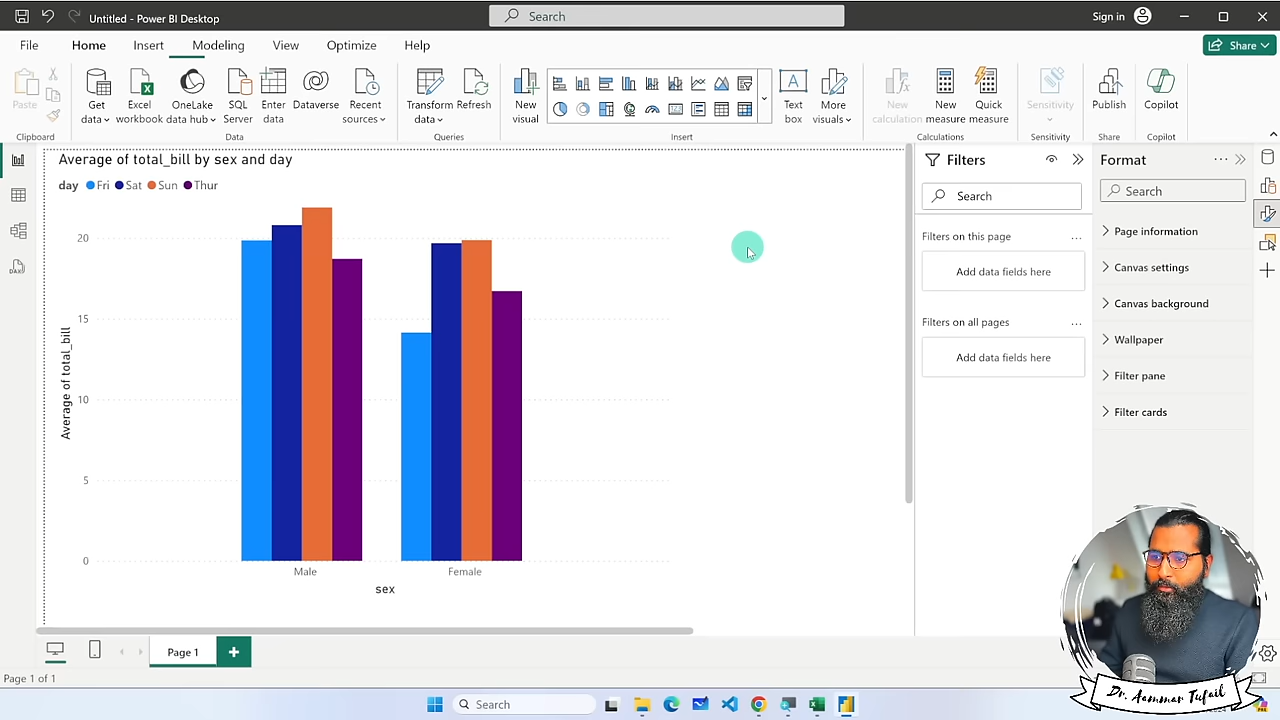 Untitled - Power BI Desktop
Search
Sign in
File Home Insert Modeling View Optimize Help
Share
Paste
Get data
Excel workbook
OneLake data hub
SQL Server
Enter data
Dataverse
Recent sources
Transform data
Refresh
New visual
Text box
More visuals
New calculation
New measure
Quick measure
Sensitivity
Publish
Copilot
Clipboard
Data
Queries
Insert
Calculations
Sensitivity
Share
Copilot
Average of total_bill by sex and day
day Fri Sat Sun Thur
20
15
10
5
0
Average of total_bill
Male
Female
sex
Filters
Search
Filters on this page
Add data fields here
Filters on all pages
Add data fields here
Format
Search
Page information
Canvas settings
Canvas background
Wallpaper
Filter pane
Filter cards
Page 1
Page 1 of 1
Search
Dr. Aammar Tufail